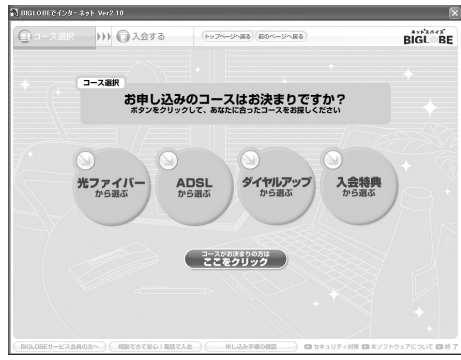 BIGLOBEでインターネット Ver2.10
コース選択
入会する
トップページへ戻る
前のページへ戻る
BIGLOBE
コース選択
お申し込みのコースはお決まりですか？
ボタンをクリックして、あなたに合ったコースをお探しください
光ファイバー
から選ぶ
ADSL
から選ぶ
ダイヤルアップ
から選ぶ
入会特典
から選ぶ
コースがお決まりの方は
ここをクリック
BIGLOBEサービス会員の方へ
相談できて安心！電話で入会
申し込み手順の確認
セキュリティ対策
本ソフトウェアについて
終了